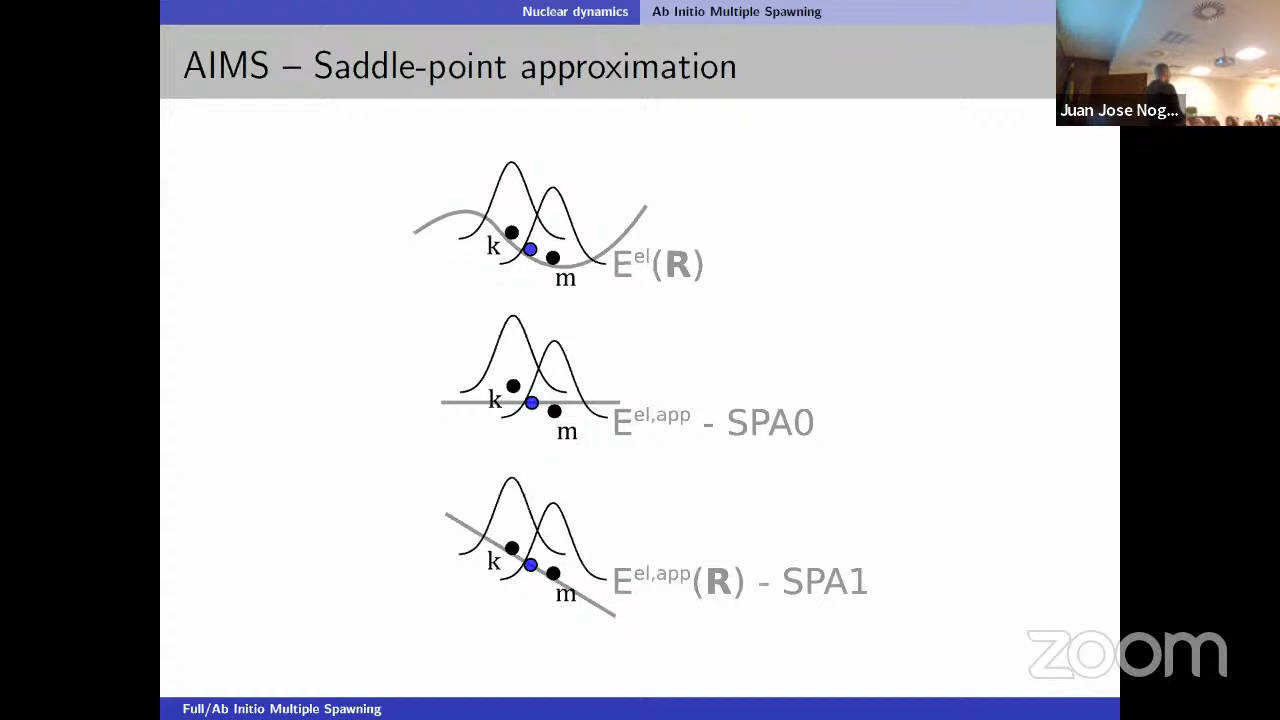 Nuclear dynamics Ab Initio Multiple Spawning
AIMS – Saddle-point approximation
Juan Jose Nog...
k
m
E^el(R)
k
m
E^el,app - SPA0
k
m
E^el,app(R) - SPA1
zoom
Full/Ab Initio Multiple Spawning